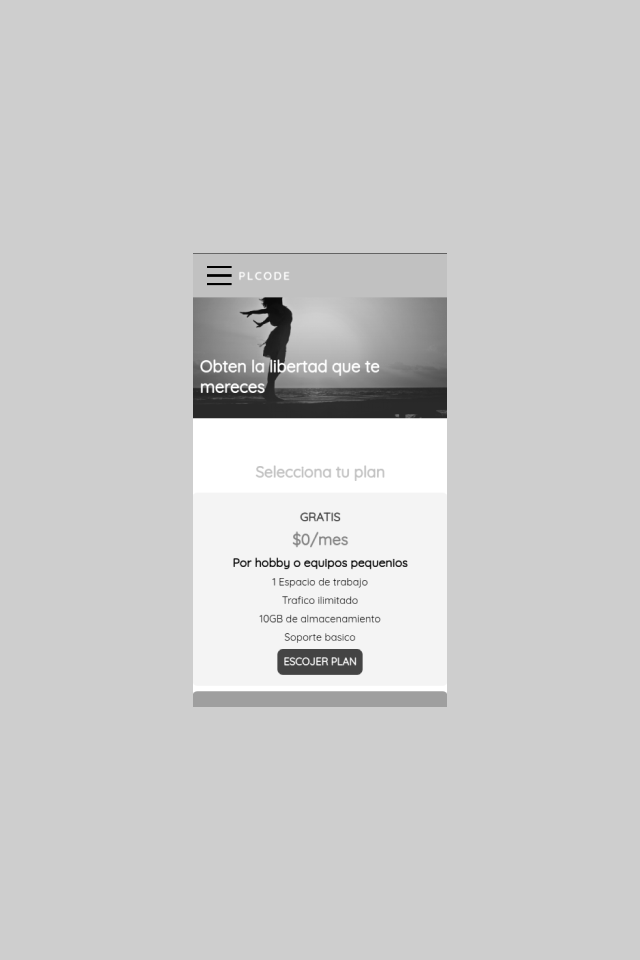 PLCODE
Obten la libertad que te
mereces
Selecciona tu plan
GRATIS
$0/mes
Por hobby o equipos pequenios
1 Espacio de trabajo
Trafico ilimitado
10GB de almacenamiento
Soporte basico
ESCOJER PLAN